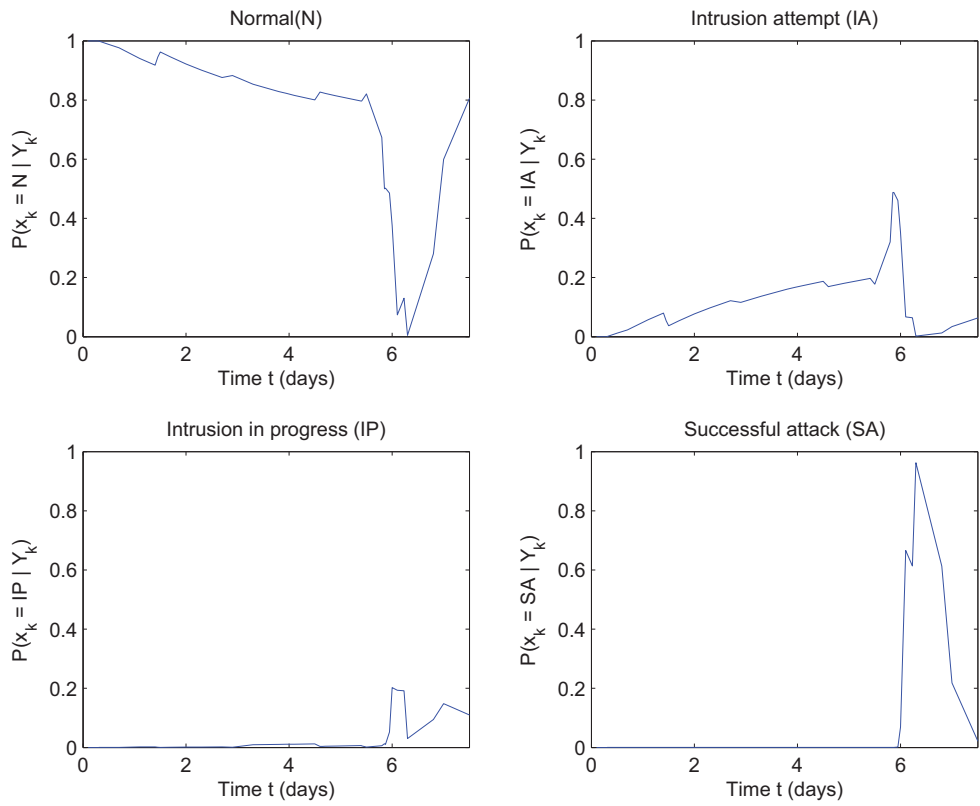 Normal(N)
1
0.8
0.6
0.4
0.2
0
P(x_k = N | Y_k)
0 2 4 6
Time t (days)
Intrusion attempt (IA)
1
0.8
0.6
0.4
0.2
0
P(x_k = IA | Y_k)
0 2 4 6
Time t (days)
Intrusion in progress (IP)
1
0.8
0.6
0.4
0.2
0
P(x_k = IP | Y_k)
0 2 4 6
Time t (days)
Successful attack (SA)
1
0.8
0.6
0.4
0.2
0
P(x_k = SA | Y_k)
0 2 4 6
Time t (days)